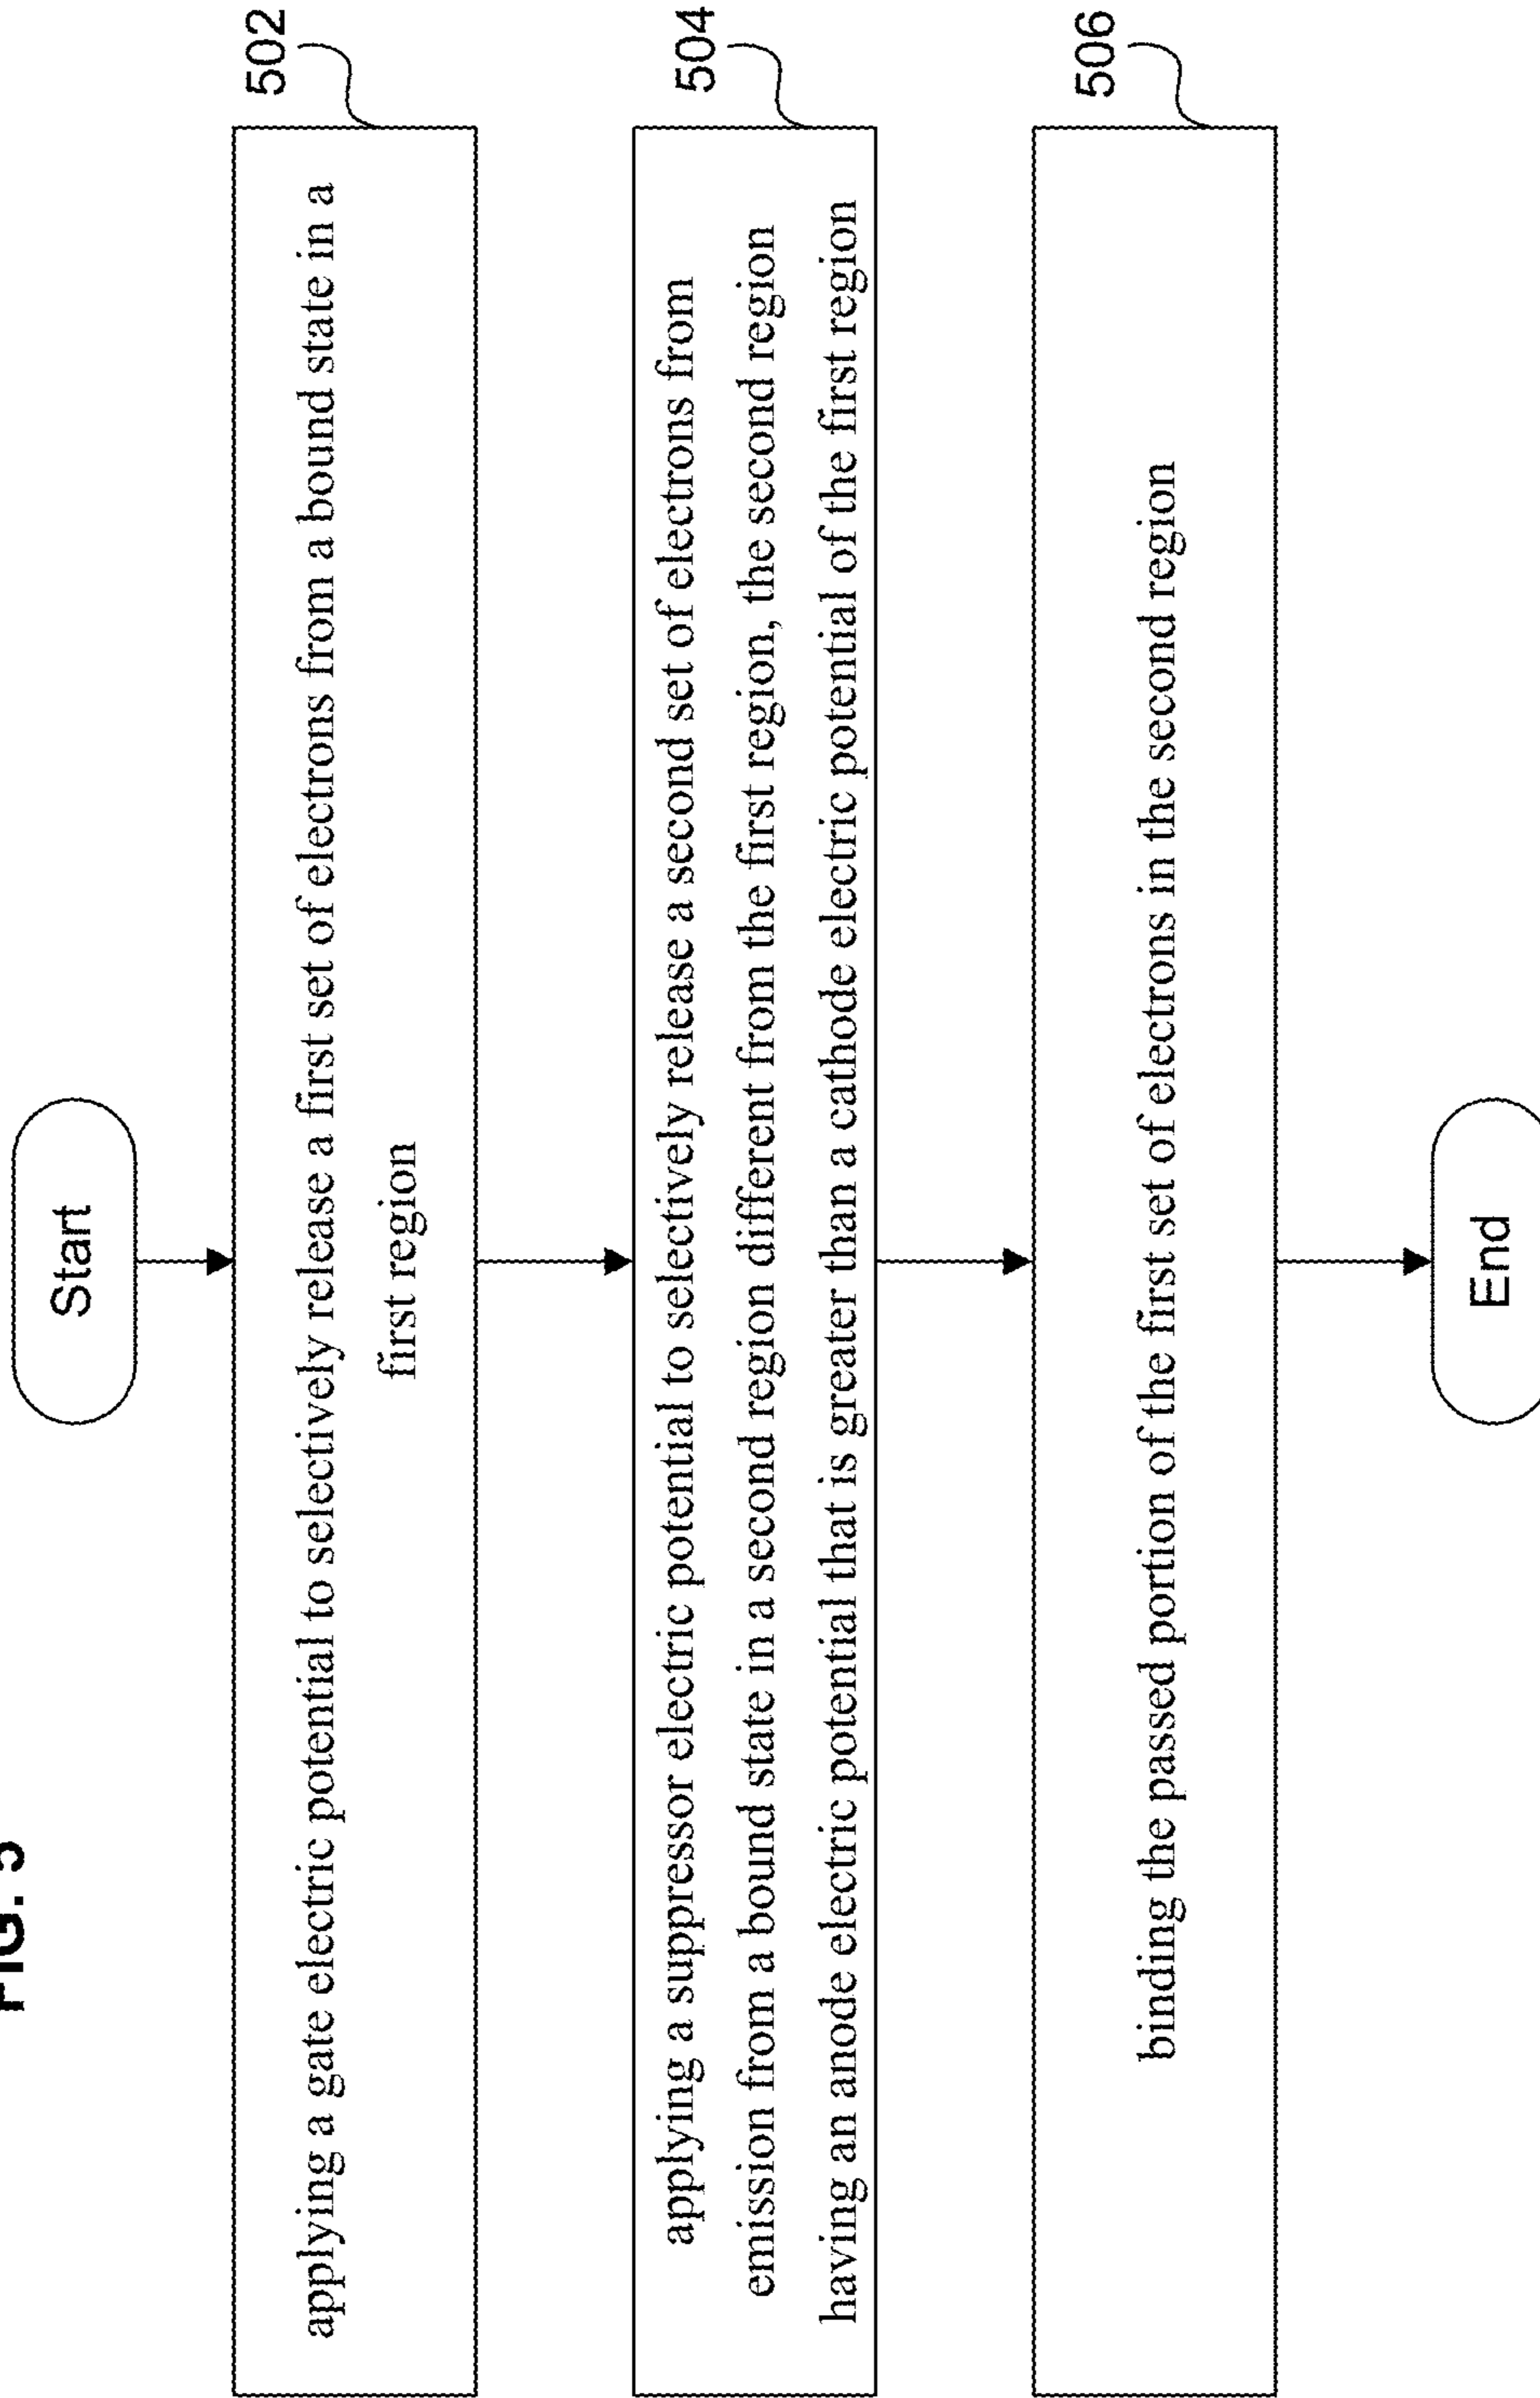 FIG. 5
Start
502
applying a gate electric potential to selectively release a first set of electrons from a bound state in a
first region
504
applying a suppressor electric potential to selectively release a second set of electrons from
emission from a bound state in a second region different from the first region, the second region
having an anode electric potential that is greater than a cathode electric potential of the first region
506
binding the passed portion of the first set of electrons in the second region
End